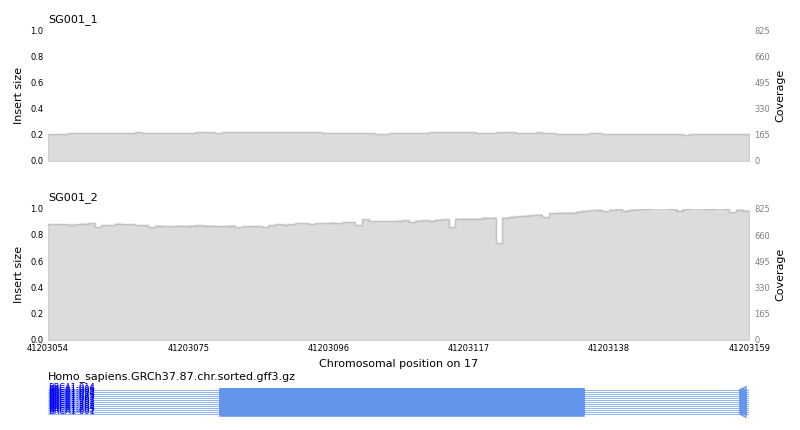 SG001_1
1.0
0.8
0.6
0.4
0.2
0.0
Insert size
825
660
495
330
165
0
Coverage
SG001_2
1.0
0.8
0.6
0.4
0.2
0.0
Insert size
825
660
495
330
165
0
Coverage
41203054 41203075 41203096 41203117 41203138 41203159
Chromosomal position on 17
Homo_sapiens.GRCh37.87.chr.sorted.gff3.gz